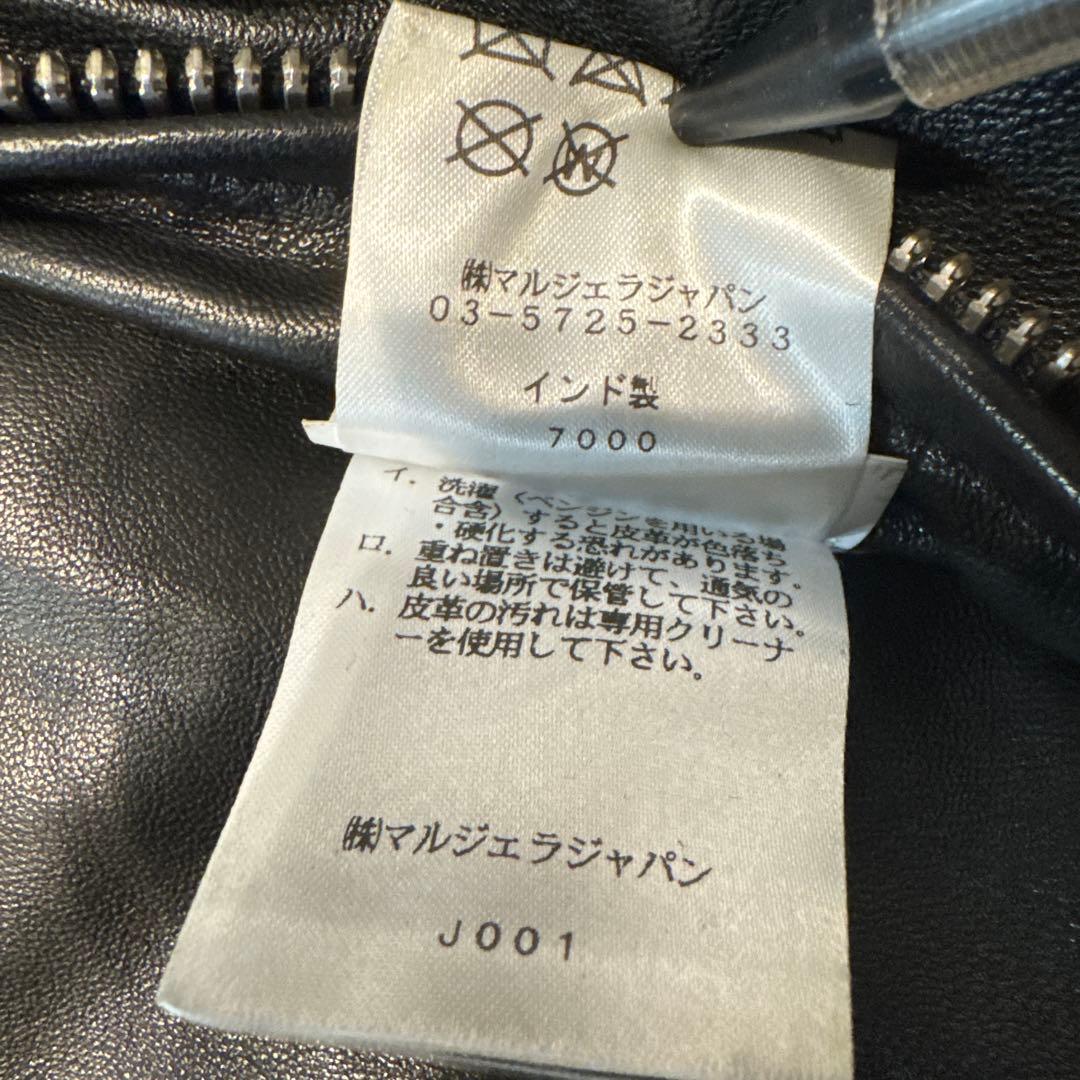 ㈱マルジェラジャパン
03-5725-2333
インド製
7000
イ. 洗濯(ベンジンを用いる場
合含)すると皮革が色落ち
・硬化する恐れがあります。
ロ. 重ね置きは避けて、通気の
良い場所で保管して下さい。
ハ. 皮革の汚れは専用クリーナ
ーを使用して下さい。
㈱マルジェラジャパン
J001